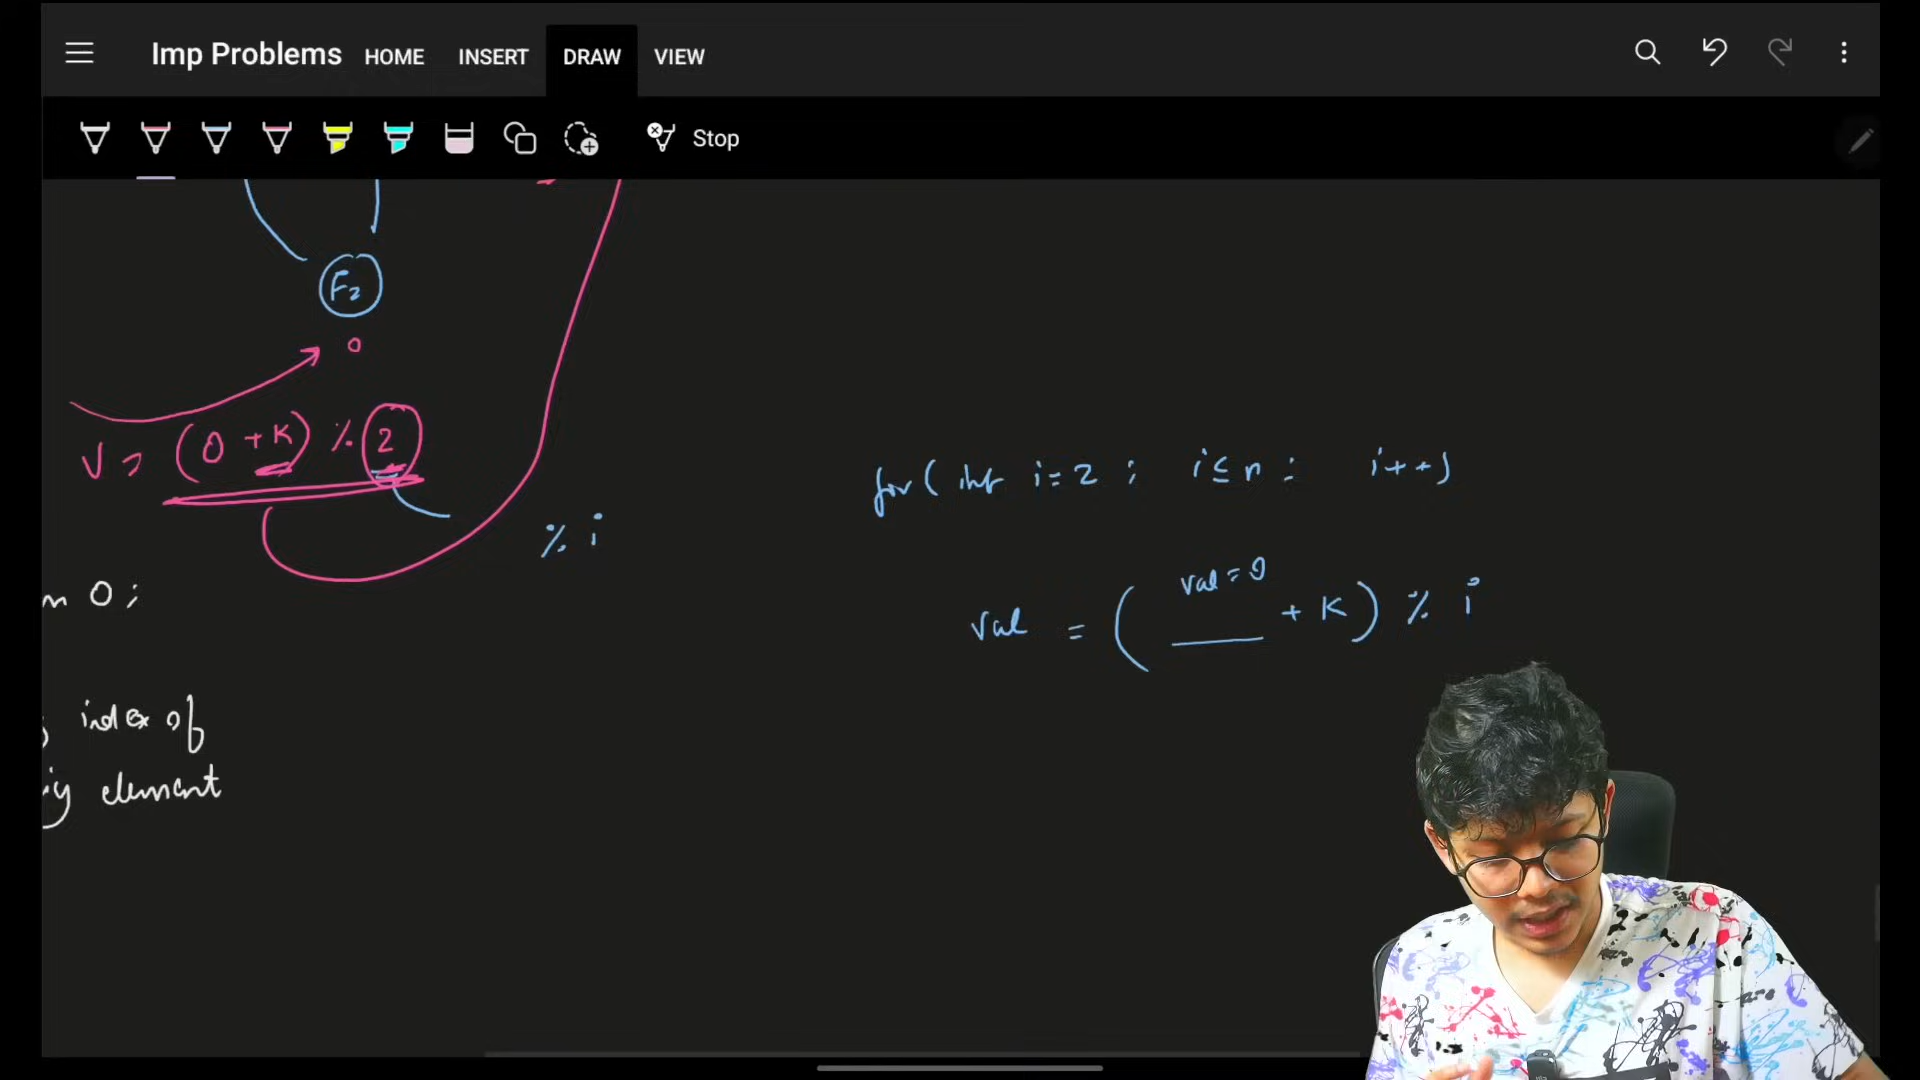 Imp Problems HOME INSERT DRAW VIEW
Stop
F2
0
V = (0 + K) % 2
% i
n 0 ;
index of
element
for ( int i = 2 ; i ≤ n ; i + + )
val = 0
val = ( + K ) % i